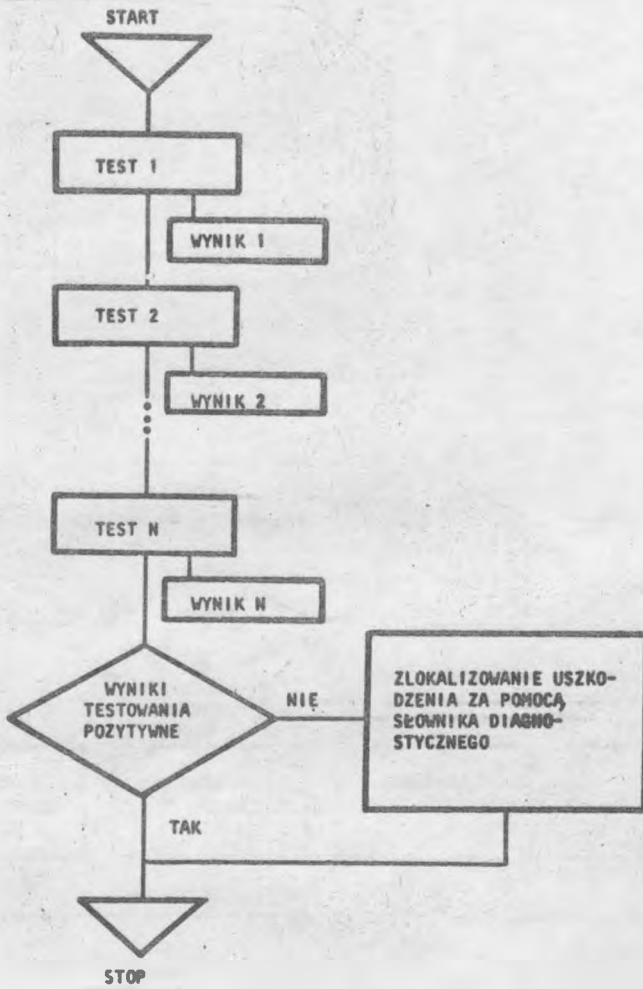 START
TEST 1
WYNIK 1
TEST 2
WYNIK 2
TEST N
WYNIK N
WYNIKI
TESTOWANIA
POZYTYWNE
NIE
ZLOKALIZOWANIE USZKO-
DZENIA ZA POMOCĄ
SŁOWNIKA DIAGNO-
STYCZNEGO
TAK
STOP